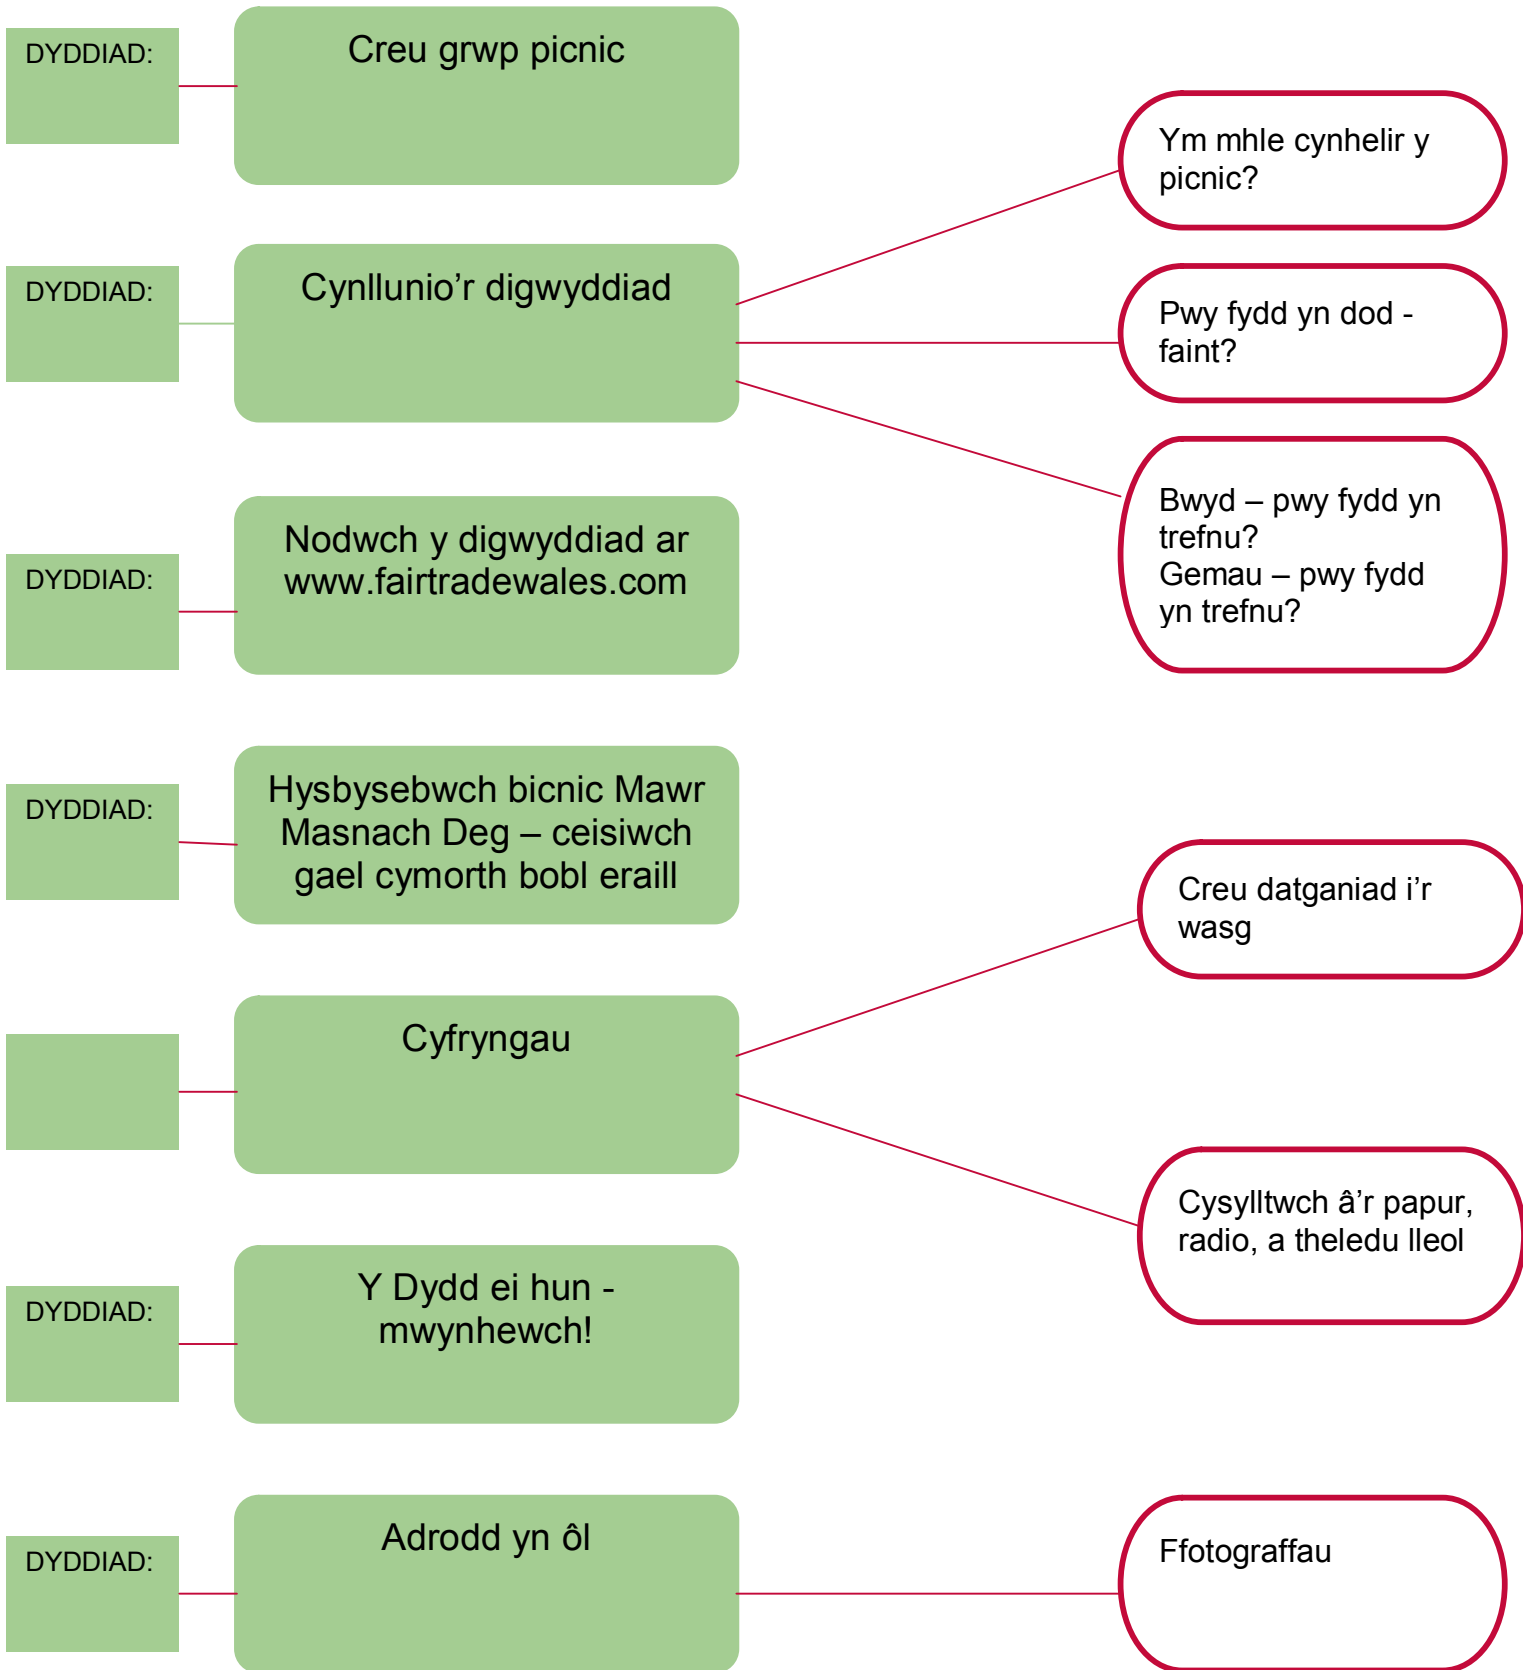 DYDDIAD:
Creu grwp picnic
Ym mhle cynhelir y
picnic?
DYDDIAD:
Cynllunio’r digwyddiad
Pwy fydd yn dod -
faint?
Bwyd – pwy fydd yn
trefnu?
Gemau – pwy fydd
yn trefnu?
DYDDIAD:
Nodwch y digwyddiad ar
www.fairtradewales.com
DYDDIAD:
Hysbysebwch bicnic Mawr
Masnach Deg – ceisiwch
gael cymorth bobl eraill
Creu datganiad i’r
wasg
Cyfryngau
Cysylltwch â’r papur,
radio, a theledu lleol
DYDDIAD:
Y Dydd ei hun -
mwynhewch!
DYDDIAD:
Adrodd yn ôl
Ffotograffau